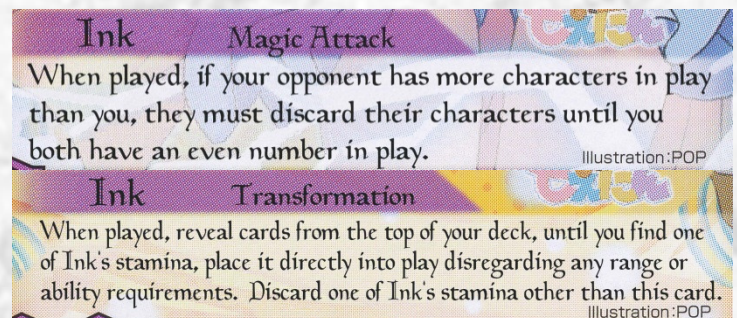 Ink Magic Attack
When played, if your opponent has more characters in play
than you, they must discard their characters until you
both have an even number in play.
Illustration:POP
Ink Transformation
When played, reveal cards from the top of your deck, until you find one
of Ink's stamina, place it directly into play disregarding any range or
ability requirements. Discard one of Ink's stamina other than this card.
Illustration:POP